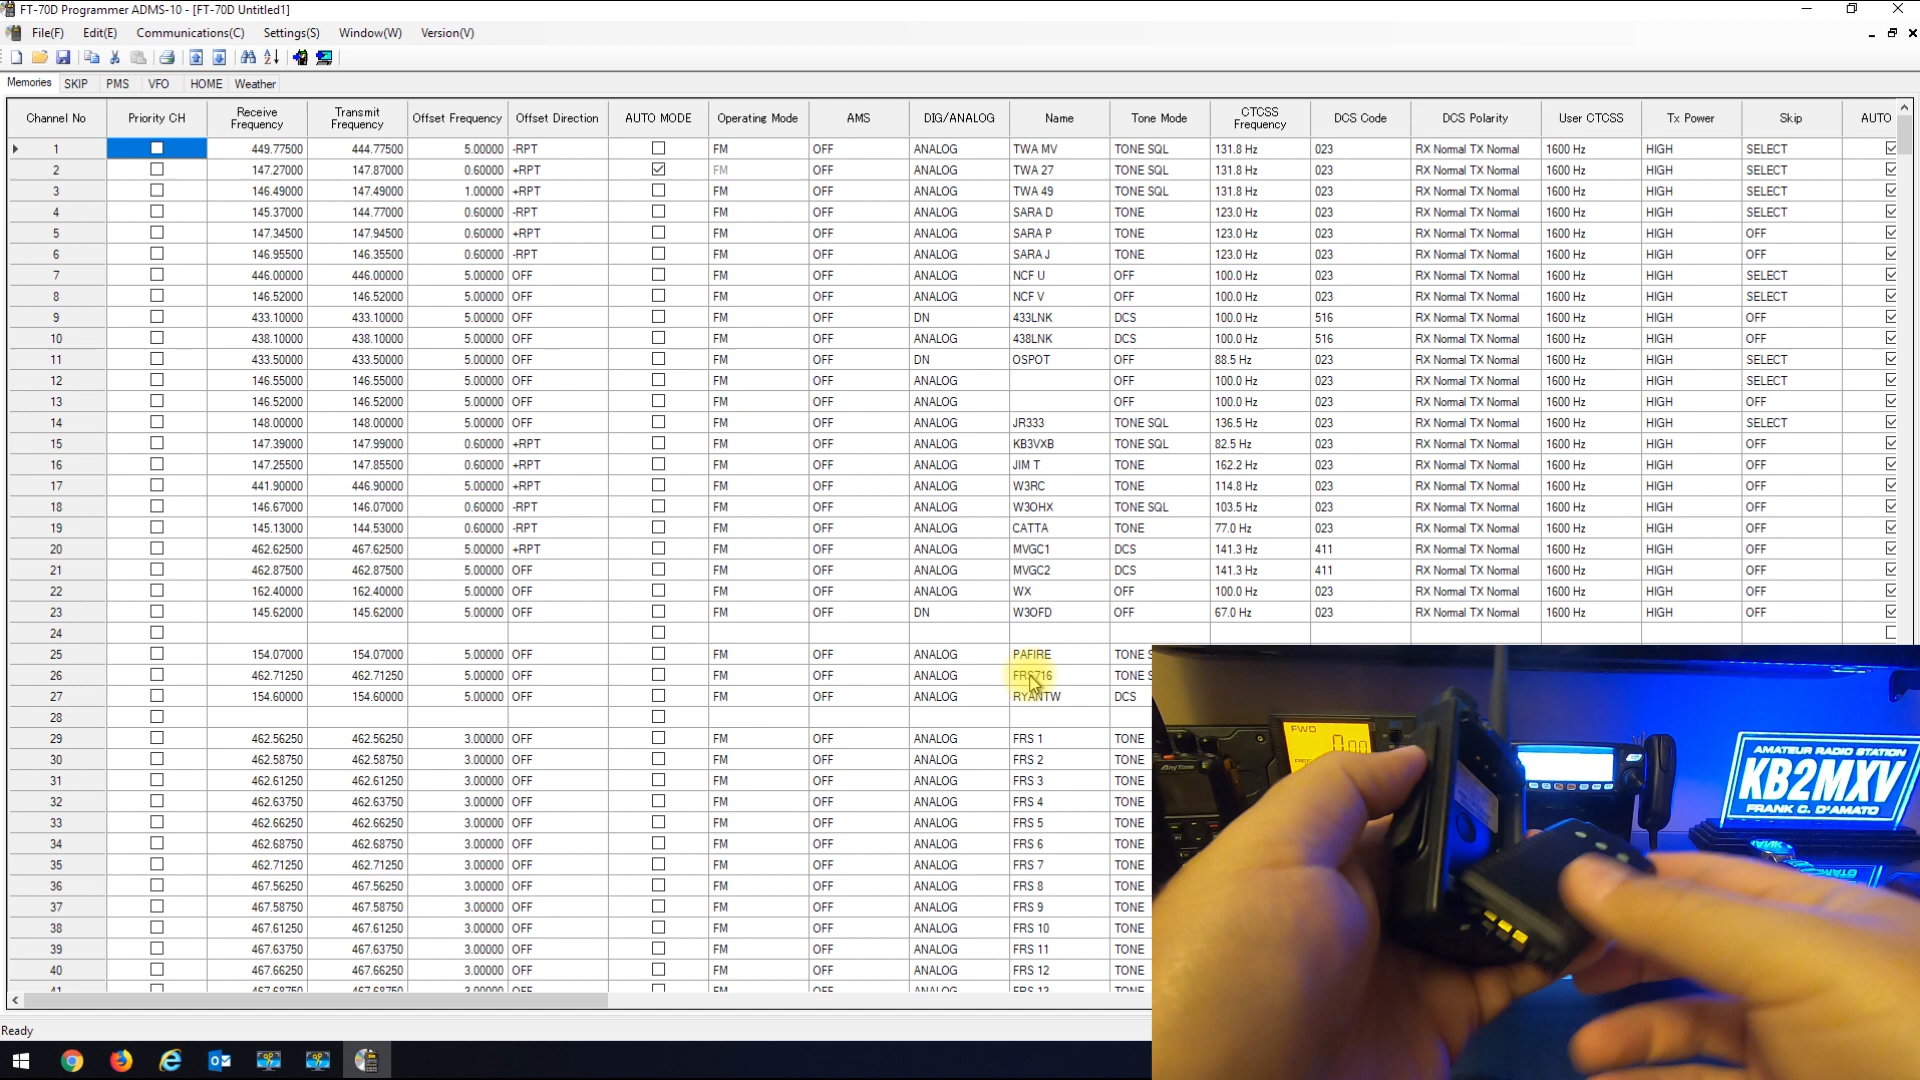 FT-70D Programmer ADMS-10 - [FT-70D Untitled1]
File(F) Edit(E) Communications(C) Settings(S) Window(W) Version(V)
Memories SKIP PMS VFO HOME Weather
Channel No Priority CH Receive Frequency Transmit Frequency Offset Frequency Offset Direction AUTO MODE Operating Mode AMS DIG/ANALOG Name Tone Mode CTCSS Frequency DCS Code DCS Polarity User CTCSS Tx Power Skip AUTO
1 449.77500 444.77500 5.00000 -RPT FM OFF ANALOG TWA MV TONE SQL 131.8 Hz 023 RX Normal TX Normal 1600 Hz HIGH SELECT
2 147.27000 147.87000 0.60000 +RPT FM OFF ANALOG TWA 27 TONE SQL 131.8 Hz 023 RX Normal TX Normal 1600 Hz HIGH SELECT
3 146.49000 147.49000 1.00000 +RPT FM OFF ANALOG TWA 49 TONE SQL 131.8 Hz 023 RX Normal TX Normal 1600 Hz HIGH SELECT
4 145.37000 144.77000 0.60000 -RPT FM OFF ANALOG SARA D TONE 123.0 Hz 023 RX Normal TX Normal 1600 Hz HIGH SELECT
5 147.34500 147.94500 0.60000 +RPT FM OFF ANALOG SARA P TONE 123.0 Hz 023 RX Normal TX Normal 1600 Hz HIGH OFF
6 146.95500 146.35500 0.60000 -RPT FM OFF ANALOG SARA J TONE 123.0 Hz 023 RX Normal TX Normal 1600 Hz HIGH OFF
7 446.00000 446.00000 5.00000 OFF FM OFF ANALOG NCF U OFF 100.0 Hz 023 RX Normal TX Normal 1600 Hz HIGH SELECT
8 146.52000 146.52000 5.00000 OFF FM OFF ANALOG NCF V OFF 100.0 Hz 023 RX Normal TX Normal 1600 Hz HIGH SELECT
9 433.10000 433.10000 5.00000 OFF FM OFF DN 433LNK DCS 100.0 Hz 516 RX Normal TX Normal 1600 Hz HIGH OFF
10 438.10000 438.10000 5.00000 OFF FM OFF ANALOG 438LNK DCS 100.0 Hz 516 RX Normal TX Normal 1600 Hz HIGH OFF
11 433.50000 433.50000 5.00000 OFF FM OFF DN OSPOT OFF 88.5 Hz 023 RX Normal TX Normal 1600 Hz HIGH SELECT
12 146.55000 146.55000 5.00000 OFF FM OFF ANALOG OFF 100.0 Hz 023 RX Normal TX Normal 1600 Hz HIGH SELECT
13 146.52000 146.52000 5.00000 OFF FM OFF ANALOG OFF 100.0 Hz 023 RX Normal TX Normal 1600 Hz HIGH OFF
14 148.00000 148.00000 5.00000 OFF FM OFF ANALOG JR333 TONE SQL 136.5 Hz 023 RX Normal TX Normal 1600 Hz HIGH SELECT
15 147.39000 147.99000 0.60000 +RPT FM OFF ANALOG KB3VXB TONE SQL 82.5 Hz 023 RX Normal TX Normal 1600 Hz HIGH OFF
16 147.25500 147.85500 0.60000 +RPT FM OFF ANALOG JIM T TONE 162.2 Hz 023 RX Normal TX Normal 1600 Hz HIGH OFF
17 441.90000 446.90000 5.00000 +RPT FM OFF ANALOG W3RC TONE 114.8 Hz 023 RX Normal TX Normal 1600 Hz HIGH OFF
18 146.67000 146.07000 0.60000 -RPT FM OFF ANALOG W3OHX TONE SQL 103.5 Hz 023 RX Normal TX Normal 1600 Hz HIGH OFF
19 145.13000 144.53000 0.60000 -RPT FM OFF ANALOG CATTA TONE 77.0 Hz 023 RX Normal TX Normal 1600 Hz HIGH OFF
20 462.62500 467.62500 5.00000 +RPT FM OFF ANALOG MVGC1 DCS 141.3 Hz 411 RX Normal TX Normal 1600 Hz HIGH OFF
21 462.87500 462.87500 5.00000 OFF FM OFF ANALOG MVGC2 DCS 141.3 Hz 411 RX Normal TX Normal 1600 Hz HIGH OFF
22 162.40000 162.40000 5.00000 OFF FM OFF ANALOG WX OFF 100.0 Hz 023 RX Normal TX Normal 1600 Hz HIGH OFF
23 145.62000 145.62000 5.00000 OFF FM OFF DN W3OFD OFF 67.0 Hz 023 RX Normal TX Normal 1600 Hz HIGH OFF
24
25 154.07000 154.07000 5.00000 OFF FM OFF ANALOG PAFIRE TONE S
26 462.71250 462.71250 5.00000 OFF FM OFF ANALOG FRS716 TONE S
27 154.60000 154.60000 5.00000 OFF FM OFF ANALOG RYANTW DCS
28
29 462.56250 462.56250 3.00000 OFF FM OFF ANALOG FRS 1 TONE
30 462.58750 462.58750 3.00000 OFF FM OFF ANALOG FRS 2 TONE
31 462.61250 462.61250 3.00000 OFF FM OFF ANALOG FRS 3 TONE
32 462.63750 462.63750 3.00000 OFF FM OFF ANALOG FRS 4 TONE
33 462.66250 462.66250 3.00000 OFF FM OFF ANALOG FRS 5 TONE
34 462.68750 462.68750 3.00000 OFF FM OFF ANALOG FRS 6 TONE
35 462.71250 462.71250 3.00000 OFF FM OFF ANALOG FRS 7 TONE
36 467.56250 467.56250 3.00000 OFF FM OFF ANALOG FRS 8 TONE
37 467.58750 467.58750 3.00000 OFF FM OFF ANALOG FRS 9 TONE
38 467.61250 467.61250 3.00000 OFF FM OFF ANALOG FRS 10 TONE
39 467.63750 467.63750 3.00000 OFF FM OFF ANALOG FRS 11 TONE
40 467.66250 467.66250 3.00000 OFF FM OFF ANALOG FRS 12 TONE
41 467.68750 467.68750 3.00000 OFF FM OFF ANALOG FRS 13 TONE
Ready
FWD
AnyTone
AMATEUR RADIO STATION
KB2MXV
FRANK C. D'AMATO